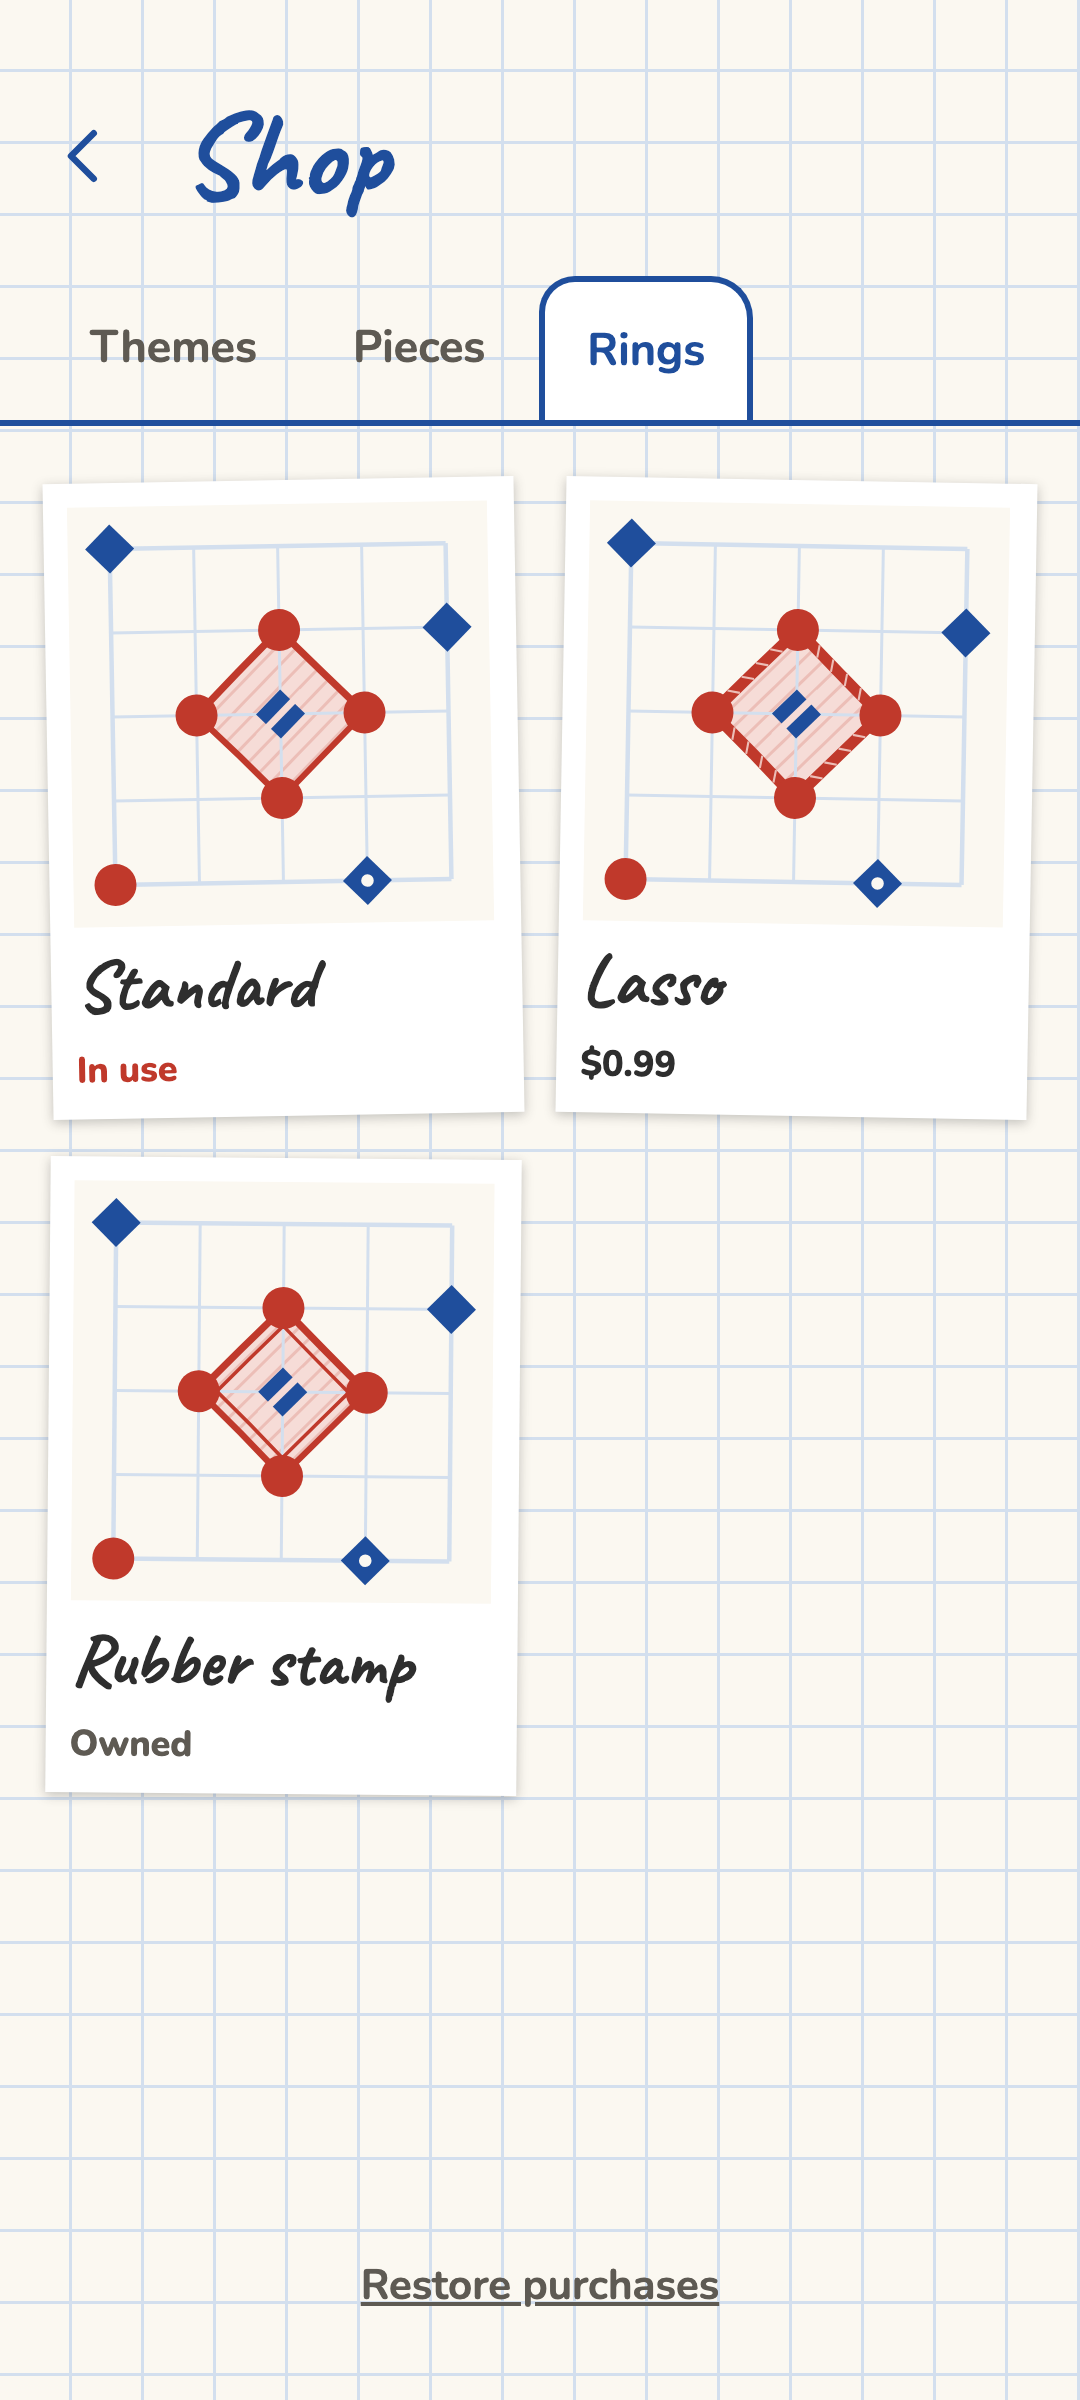 Shop
Themes
Pieces
Rings
Standard
In use
Lasso
$0.99
Rubber stamp
Owned
Restore purchases